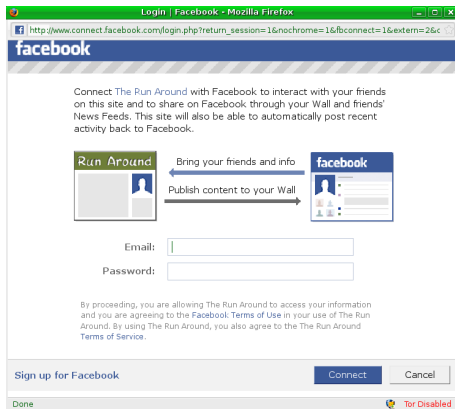 Login | Facebook - Mozilla Firefox
http://www.connect.facebook.com/login.php?return_session=1&nochrome=1&fbconnect=1&extern=2&c
facebook
Connect The Run Around with Facebook to interact with your friends
on this site and to share on Facebook through your Wall and friends'
News Feeds. This site will also be able to automatically post recent
activity back to Facebook.
Run Around
Bring your friends and info
facebook
Publish content to your Wall
Email:
Password:
By proceeding, you are allowing The Run Around to access your information
and you are agreeing to the Facebook Terms of Use in your use of The Run
Around. By using The Run Around, you also agree to the The Run Around
Terms of Service.
Sign up for Facebook
Connect
Cancel
Done
Tor Disabled